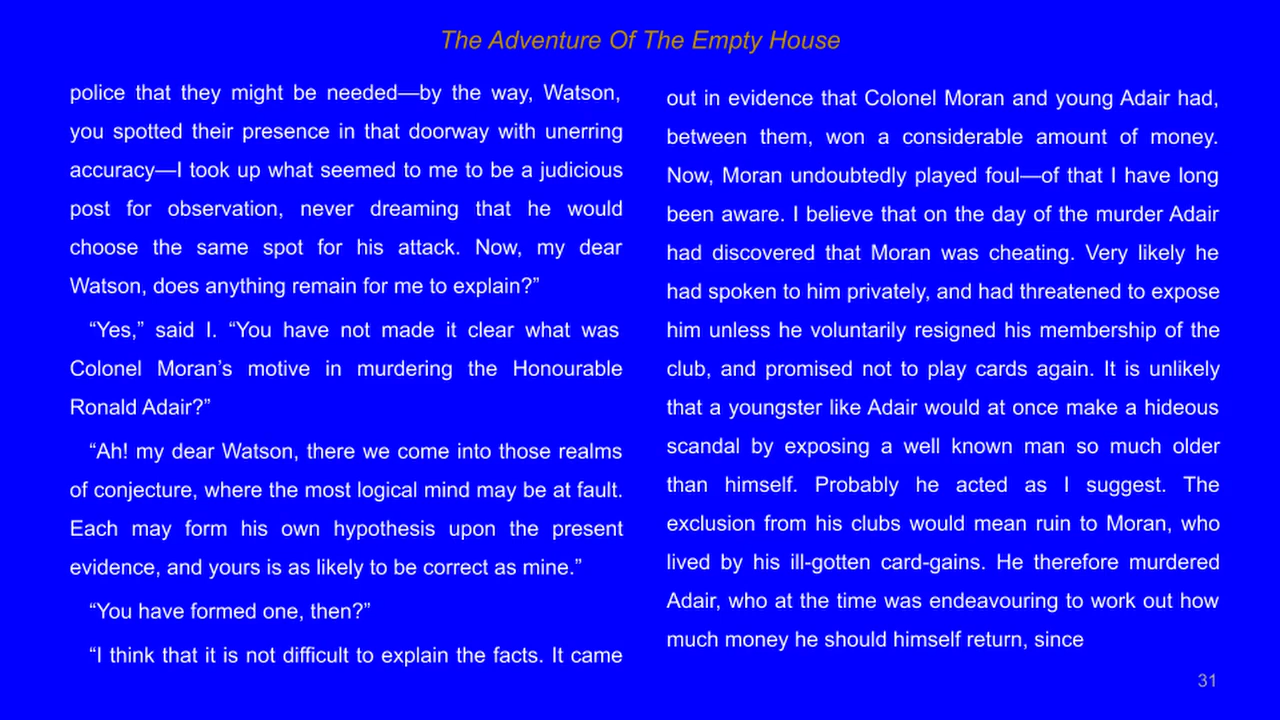 The Adventure Of The Empty House
police that they might be needed—by the way, Watson,
you spotted their presence in that doorway with unerring
accuracy—I took up what seemed to me to be a judicious
post for observation, never dreaming that he would
choose the same spot for his attack. Now, my dear
Watson, does anything remain for me to explain?”
“Yes,” said I. “You have not made it clear what was
Colonel Moran’s motive in murdering the Honourable
Ronald Adair?”
“Ah! my dear Watson, there we come into those realms
of conjecture, where the most logical mind may be at fault.
Each may form his own hypothesis upon the present
evidence, and yours is as likely to be correct as mine.”
“You have formed one, then?”
“I think that it is not difficult to explain the facts. It came
out in evidence that Colonel Moran and young Adair had,
between them, won a considerable amount of money.
Now, Moran undoubtedly played foul—of that I have long
been aware. I believe that on the day of the murder Adair
had discovered that Moran was cheating. Very likely he
had spoken to him privately, and had threatened to expose
him unless he voluntarily resigned his membership of the
club, and promised not to play cards again. It is unlikely
that a youngster like Adair would at once make a hideous
scandal by exposing a well known man so much older
than himself. Probably he acted as I suggest. The
exclusion from his clubs would mean ruin to Moran, who
lived by his ill-gotten card-gains. He therefore murdered
Adair, who at the time was endeavouring to work out how
much money he should himself return, since
31